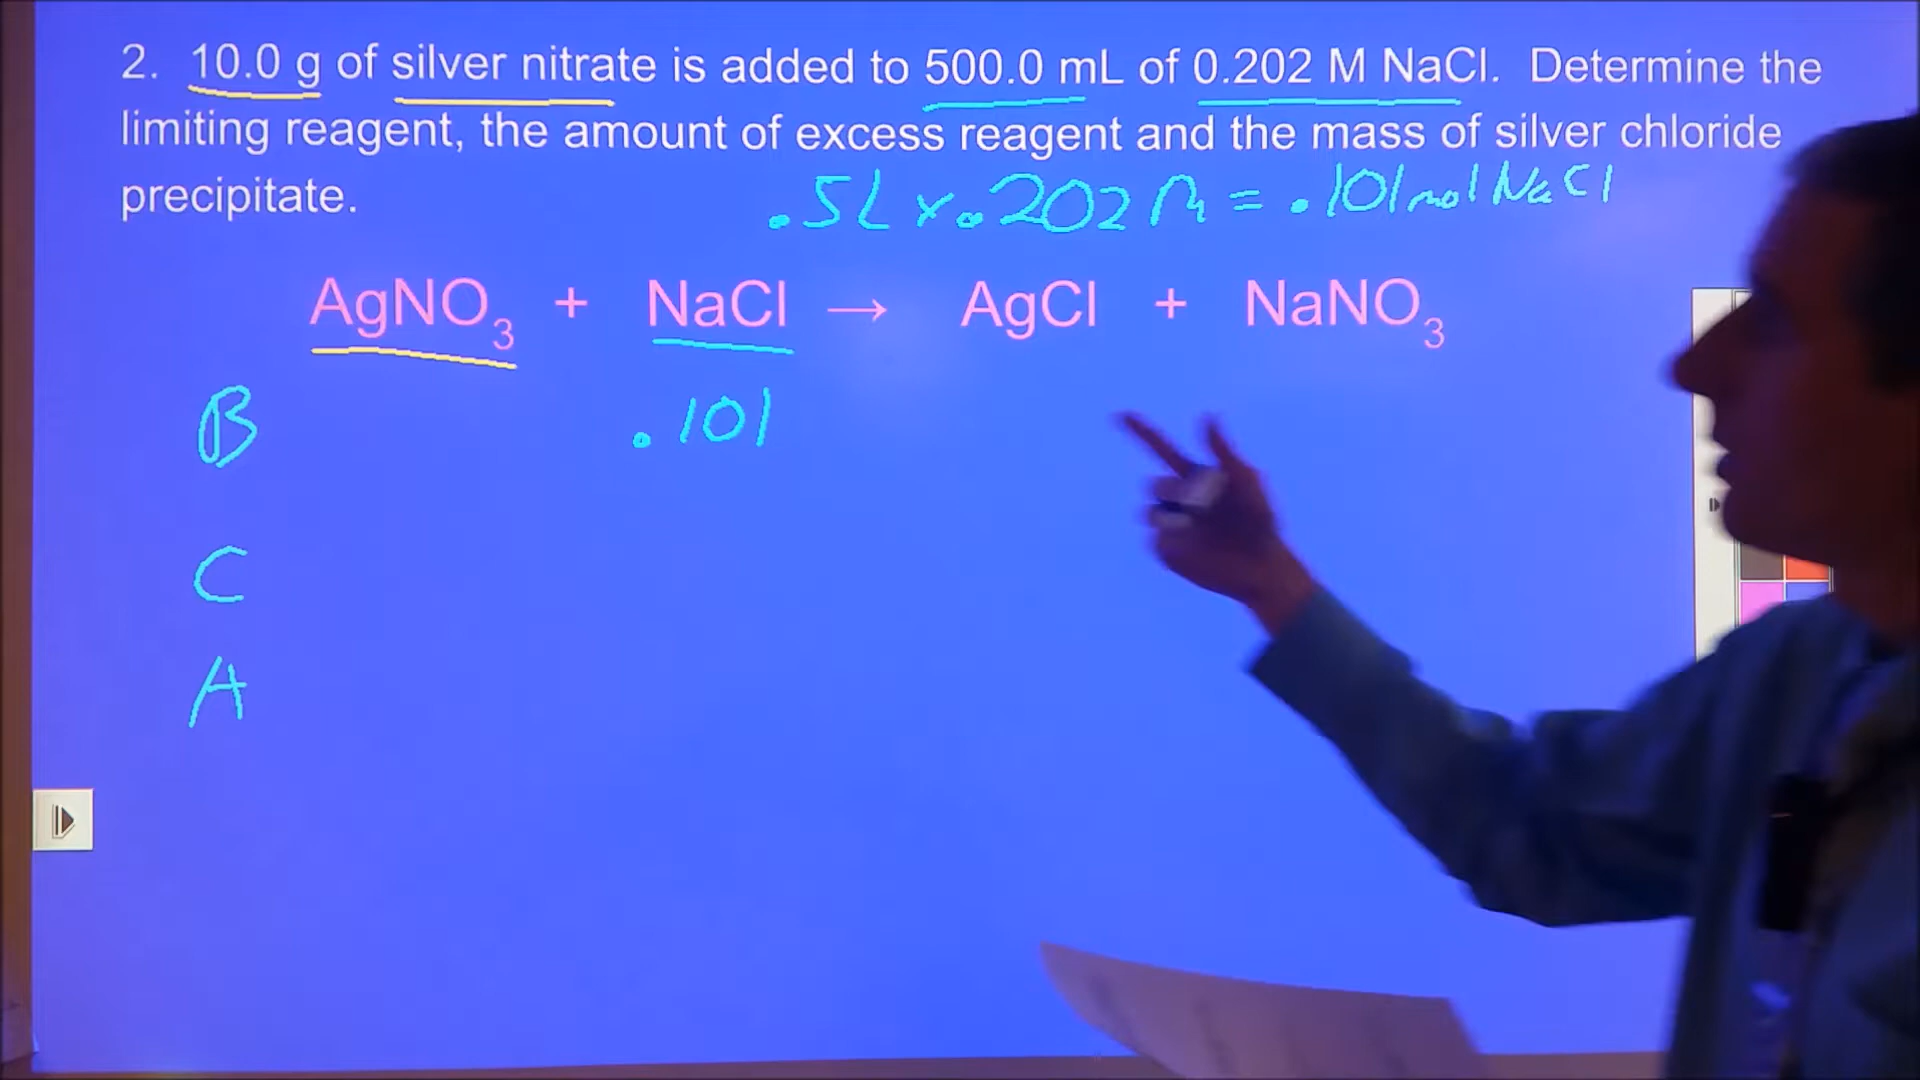 2. 10.0 g of silver nitrate is added to 500.0 mL of 0.202 M NaCl. Determine the
limiting reagent, the amount of excess reagent and the mass of silver chloride
precipitate.
.5L x .202 M = .101 mol NaCl
AgNO₃ + NaCl → AgCl + NaNO₃
B .101
C
A